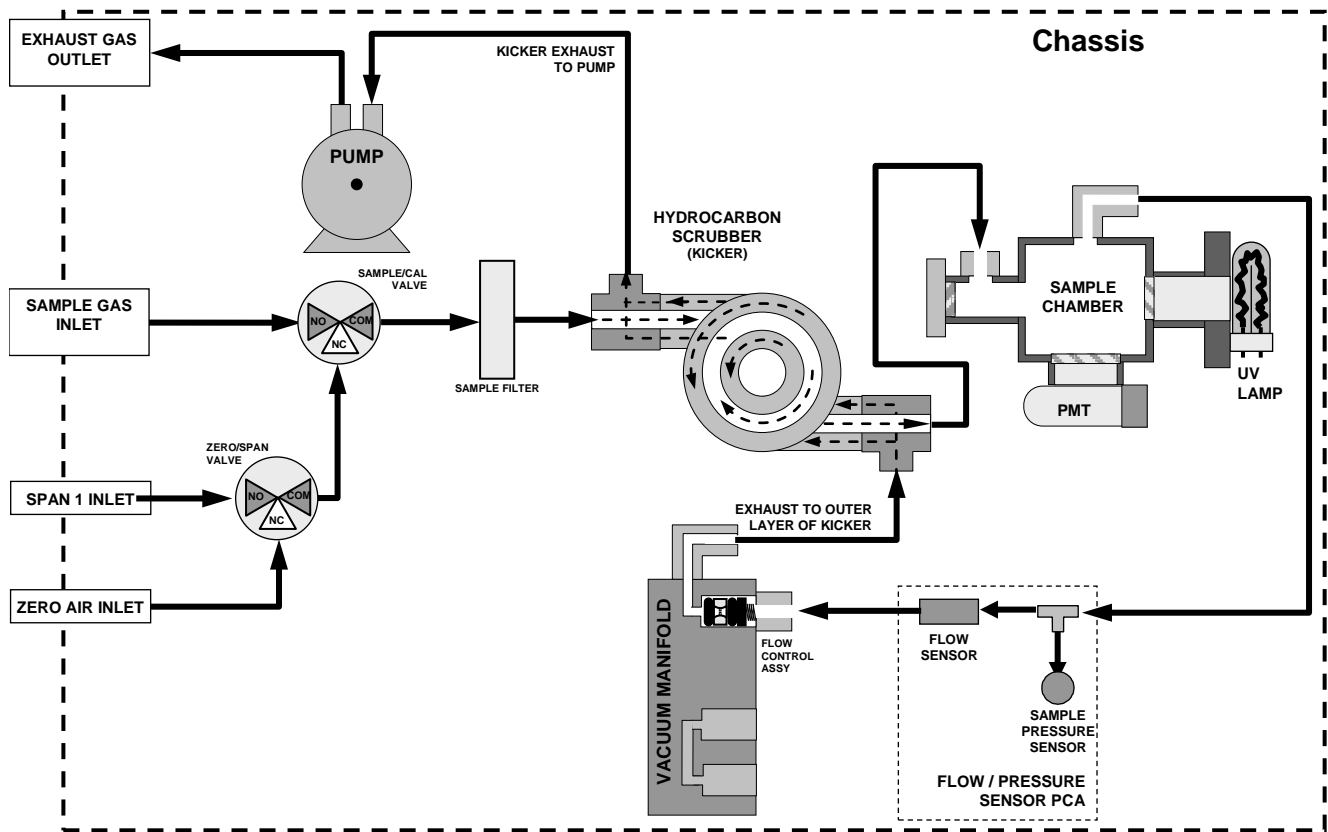 EXHAUST GAS
OUTLET
KICKER EXHAUST
TO PUMP
Chassis
PUMP
HYDROCARBON
SCRUBBER
(KICKER)
SAMPLE/CAL
VALVE
SAMPLE GAS
INLET
NO
COM
NC
SAMPLE FILTER
SAMPLE
CHAMBER
UV
LAMP
PMT
ZERO/SPAN
VALVE
SPAN 1 INLET
NO
COM
NC
EXHAUST TO OUTER
LAYER OF KICKER
ZERO AIR INLET
VACUUM MANIFOLD
FLOW
CONTROL
ASSY
FLOW
SENSOR
SAMPLE
PRESSURE
SENSOR
FLOW / PRESSURE
SENSOR PCA